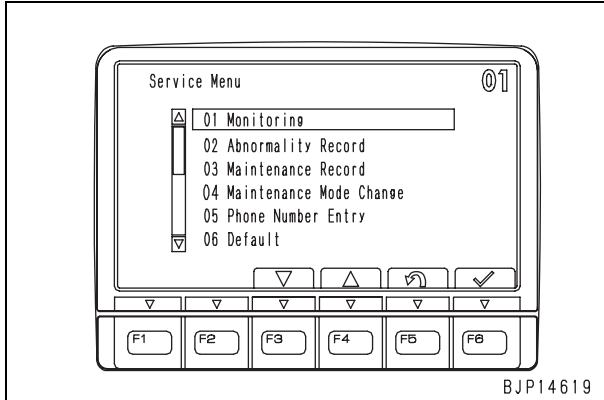 Service Menu
01
01 Monitoring
02 Abnormality Record
03 Maintenance Record
04 Maintenance Mode Change
05 Phone Number Entry
06 Default
F1 F2 F3 F4 F5 F6
BJP14619